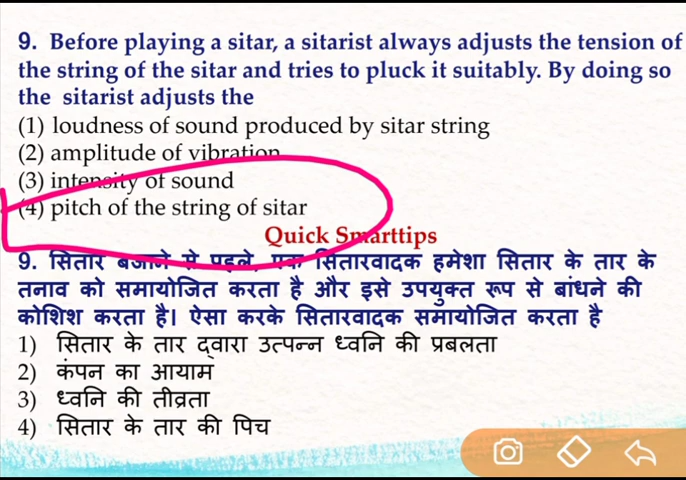 9. Before playing a sitar, a sitarist always adjusts the tension of
the string of the sitar and tries to pluck it suitably. By doing so
the sitarist adjusts the
(1) loudness of sound produced by sitar string
(2) amplitude of vibration
(3) intensity of sound
(4) pitch of the string of sitar
Quick Smarttips
9. सितार बजाने से पहले, एक सितारवादक हमेशा सितार के तार के
तनाव को समायोजित करता है और इसे उपयुक्त रूप से बांधने की
कोशिश करता है। ऐसा करके सितारवादक समायोजित करता है
1) सितार के तार द्वारा उत्पन्न ध्वनि की प्रबलता
2) कंपन का आयाम
3) ध्वनि की तीव्रता
4) सितार के तार की पिच